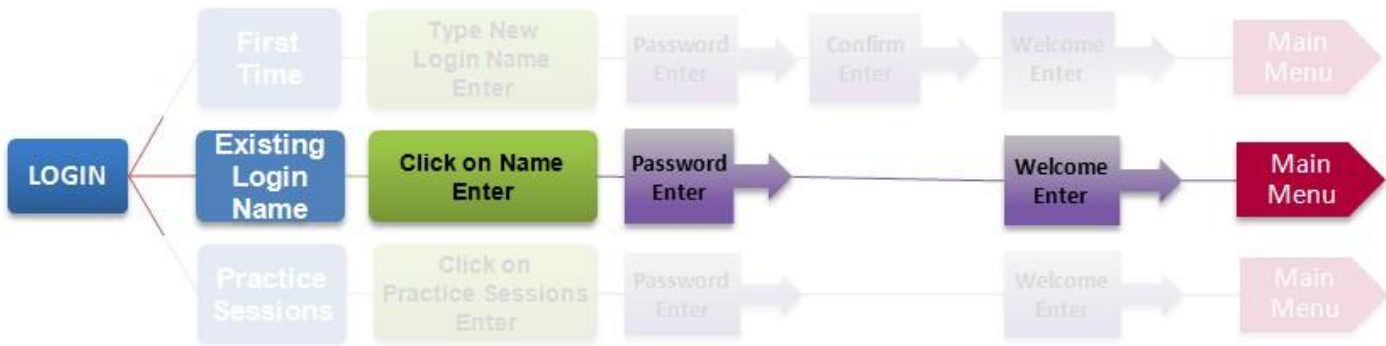 First
Time
Type New
Login Name
Enter
Password
Enter
Confirm
Enter
Welcome
Enter
Main
Menu
LOGIN
Existing
Login
Name
Click on Name
Enter
Password
Enter
Welcome
Enter
Main
Menu
Practice
Sessions
Click on
Practice Sessions
Enter
Password
Enter
Welcome
Enter
Main
Menu